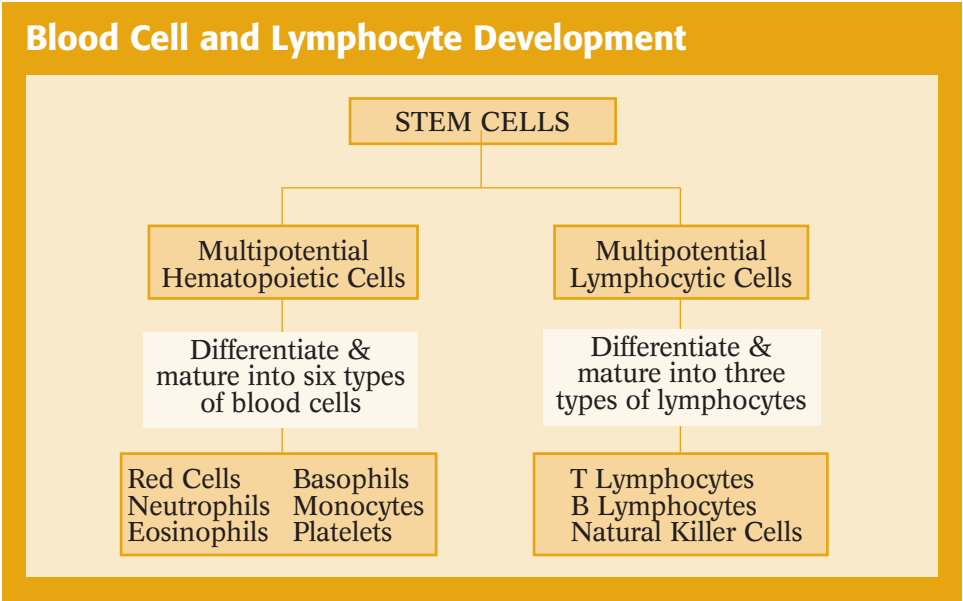 Blood Cell and Lymphocyte Development
STEM CELLS
Multipotential
Hematopoietic Cells
Multipotential
Lymphocytic Cells
Differentiate &
mature into six types
of blood cells
Differentiate &
mature into three
types of lymphocytes
Red Cells
Neutrophils
Eosinophils
Basophils
Monocytes
Platelets
T Lymphocytes
B Lymphocytes
Natural Killer Cells